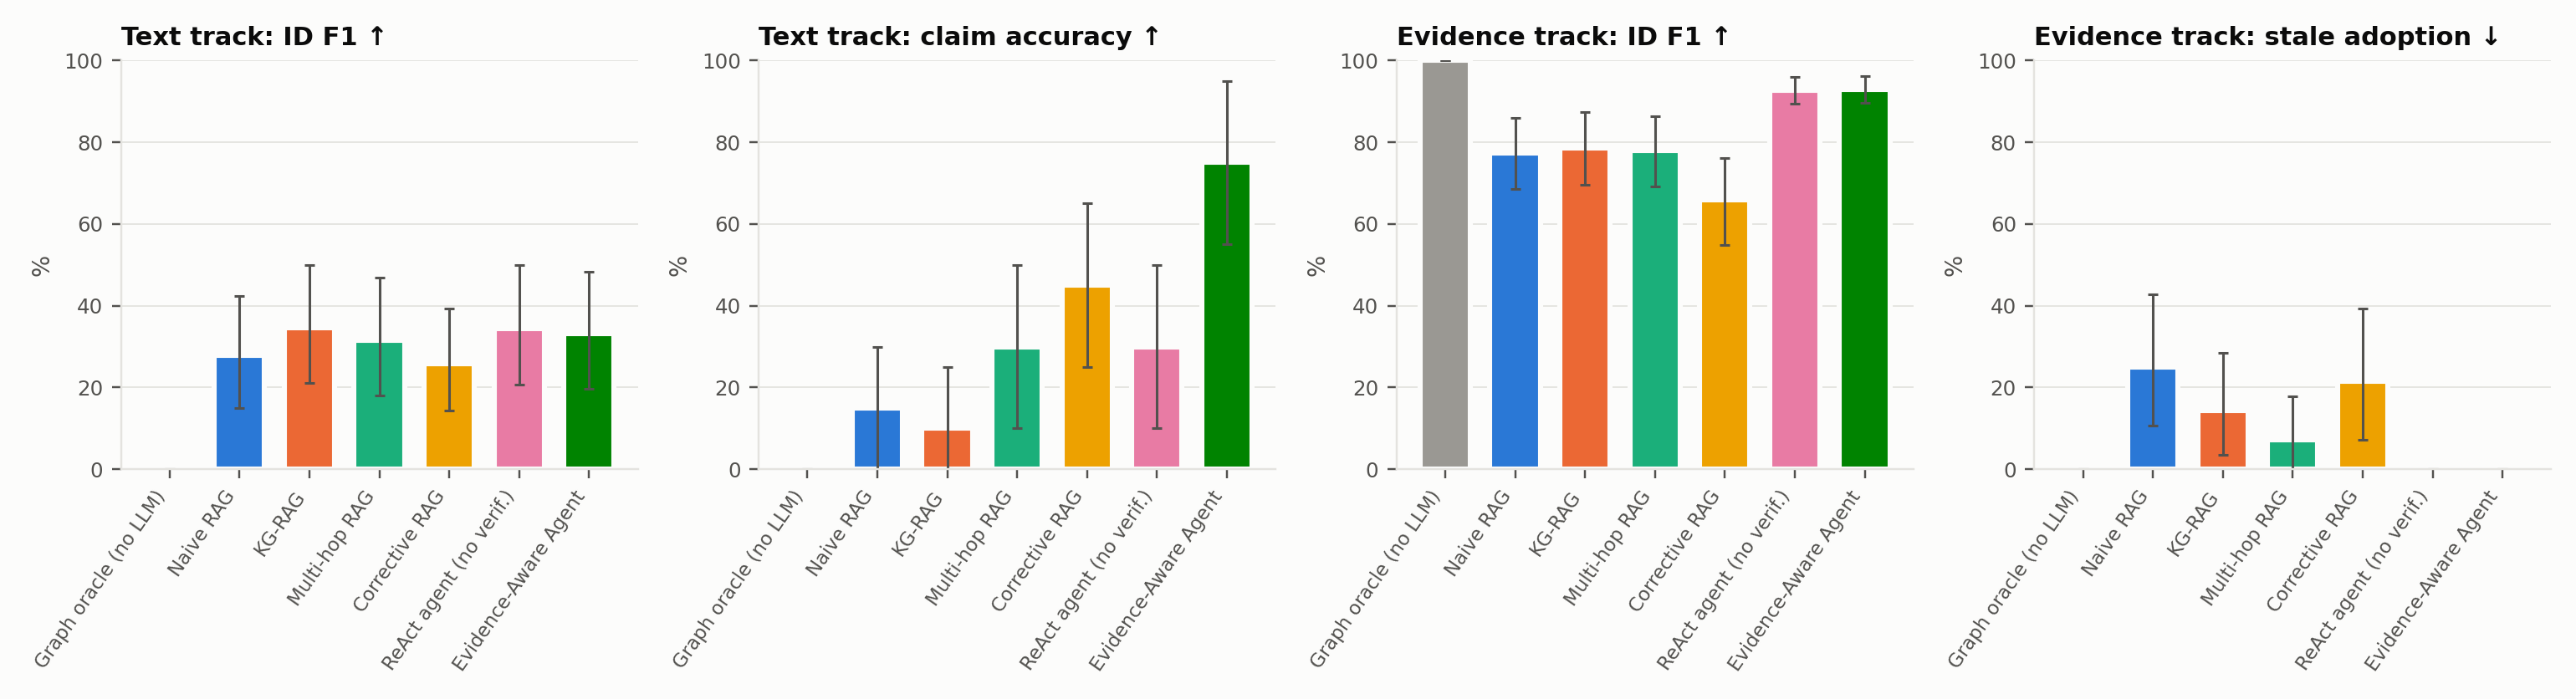 Text track: ID F1 ↑
%
100
80
60
40
20
0
Graph oracle (no LLM)
Naive RAG
KG-RAG
Multi-hop RAG
Corrective RAG
ReAct agent (no verif.)
Evidence-Aware Agent
Text track: claim accuracy ↑
%
100
80
60
40
20
0
Graph oracle (no LLM)
Naive RAG
KG-RAG
Multi-hop RAG
Corrective RAG
ReAct agent (no verif.)
Evidence-Aware Agent
Evidence track: ID F1 ↑
%
100
80
60
40
20
0
Graph oracle (no LLM)
Naive RAG
KG-RAG
Multi-hop RAG
Corrective RAG
ReAct agent (no verif.)
Evidence-Aware Agent
Evidence track: stale adoption ↓
%
100
80
60
40
20
0
Graph oracle (no LLM)
Naive RAG
KG-RAG
Multi-hop RAG
Corrective RAG
ReAct agent (no verif.)
Evidence-Aware Agent